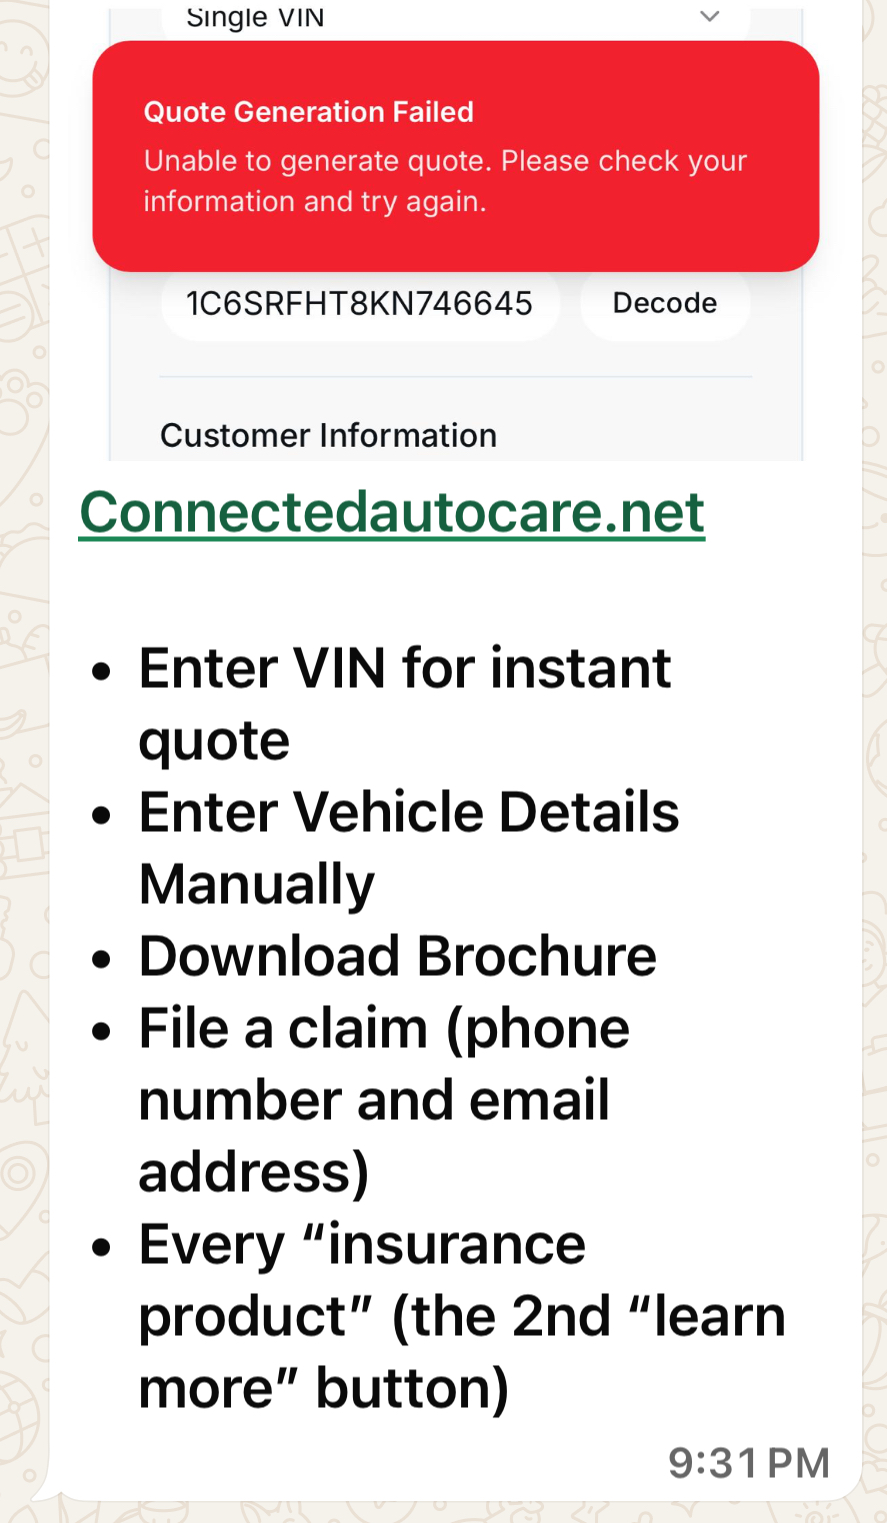 Single VIN
Quote Generation Failed
Unable to generate quote. Please check your
information and try again.
1C6SRFHT8KN746645 Decode
Customer Information
Connectedautocare.net
• Enter VIN for instant
quote
• Enter Vehicle Details
Manually
• Download Brochure
• File a claim (phone
number and email
address)
• Every “insurance
product” (the 2nd “learn
more” button)
9:31 PM